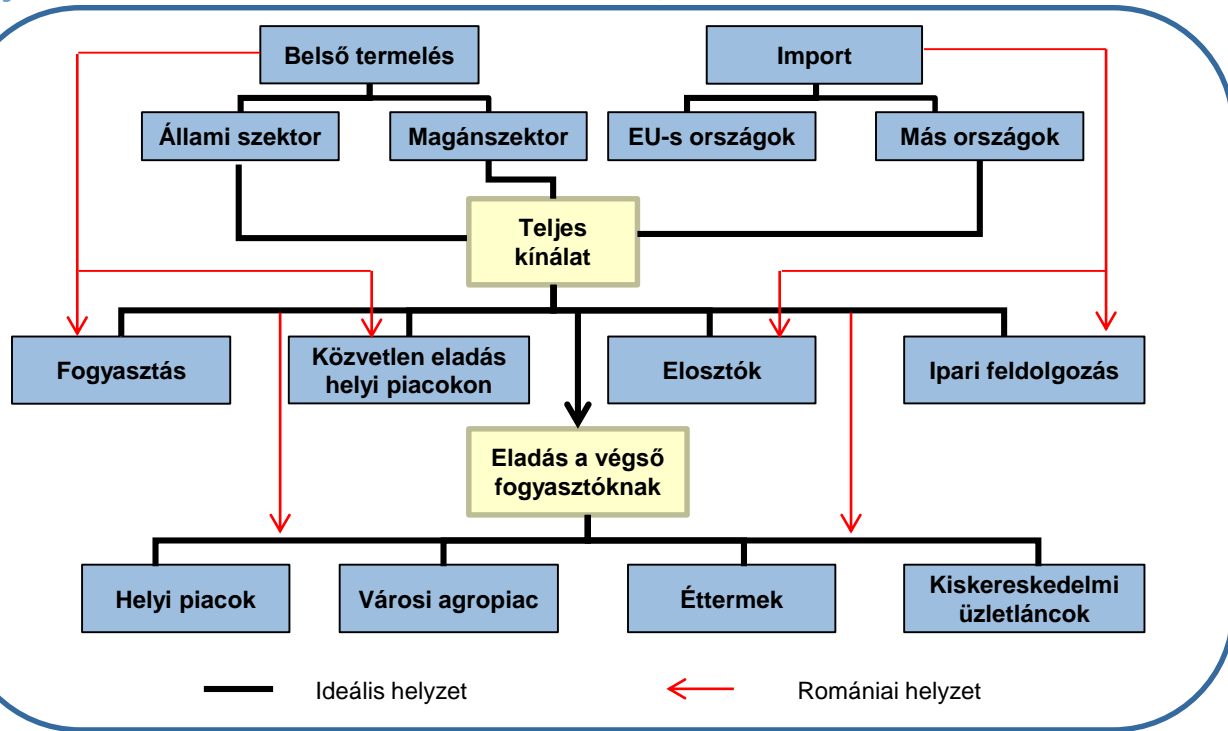 Belső termelés
Import
Állami szektor
Magánszektor
EU-s országok
Más országok
Teljes
kínálat
Fogyasztás
Közvetlen eladás
helyi piacokon
Elosztók
Ipari feldolgozás
Eladás a végső
fogyasztóknak
Helyi piacok
Városi agropiac
Éttermek
Kiskereskedelmi
üzletláncok
Ideális helyzet
Romániai helyzet